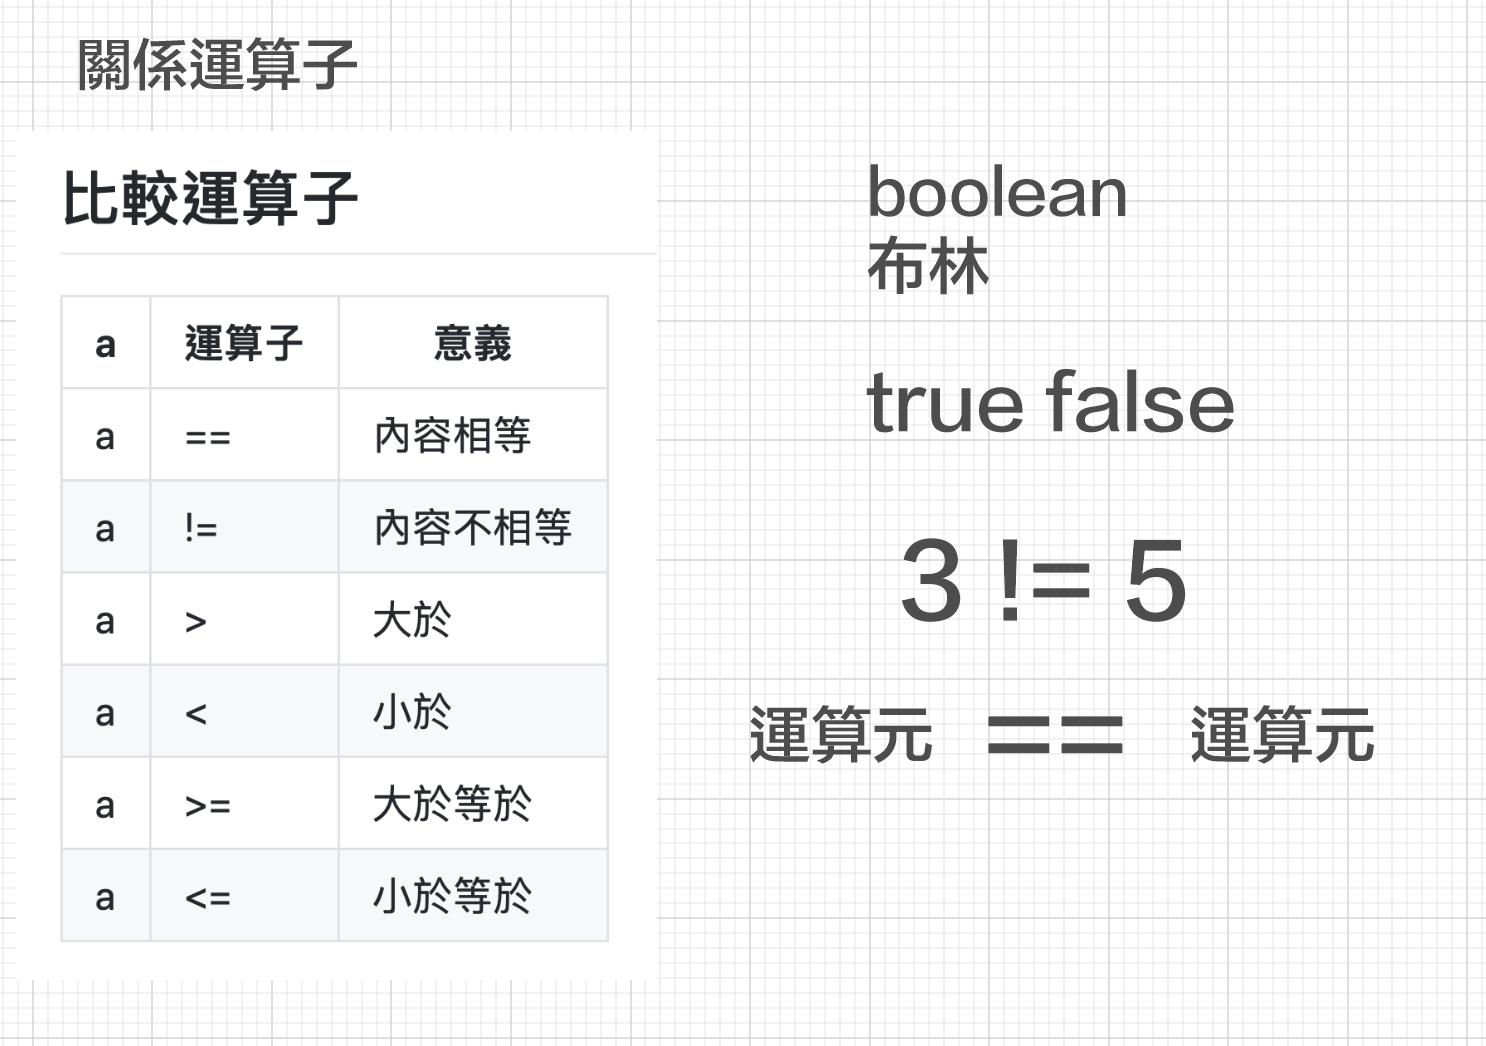 關係運算子
比較運算子
a 運算子 意義
a == 內容相等
a != 內容不相等
a > 大於
a < 小於
a >= 大於等於
a <= 小於等於
boolean
布林
true false
3 != 5
運算元 == 運算元